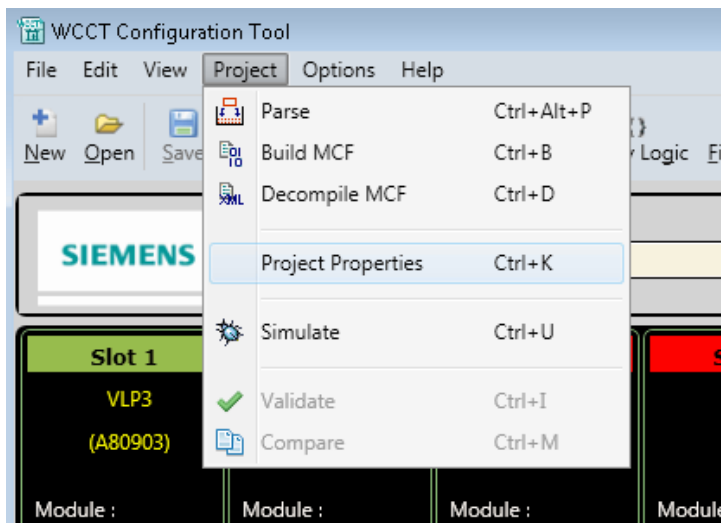 WCCT Configuration Tool
File Edit View Project Options Help
New Open Save Logic
Parse Ctrl+Alt+P
Build MCF Ctrl+B
Decompile MCF Ctrl+D
SIEMENS
Project Properties Ctrl+K
Simulate Ctrl+U
Slot 1
VLP3
Validate Ctrl+I
(A80903)
Compare Ctrl+M
Module : Module : Module : Module